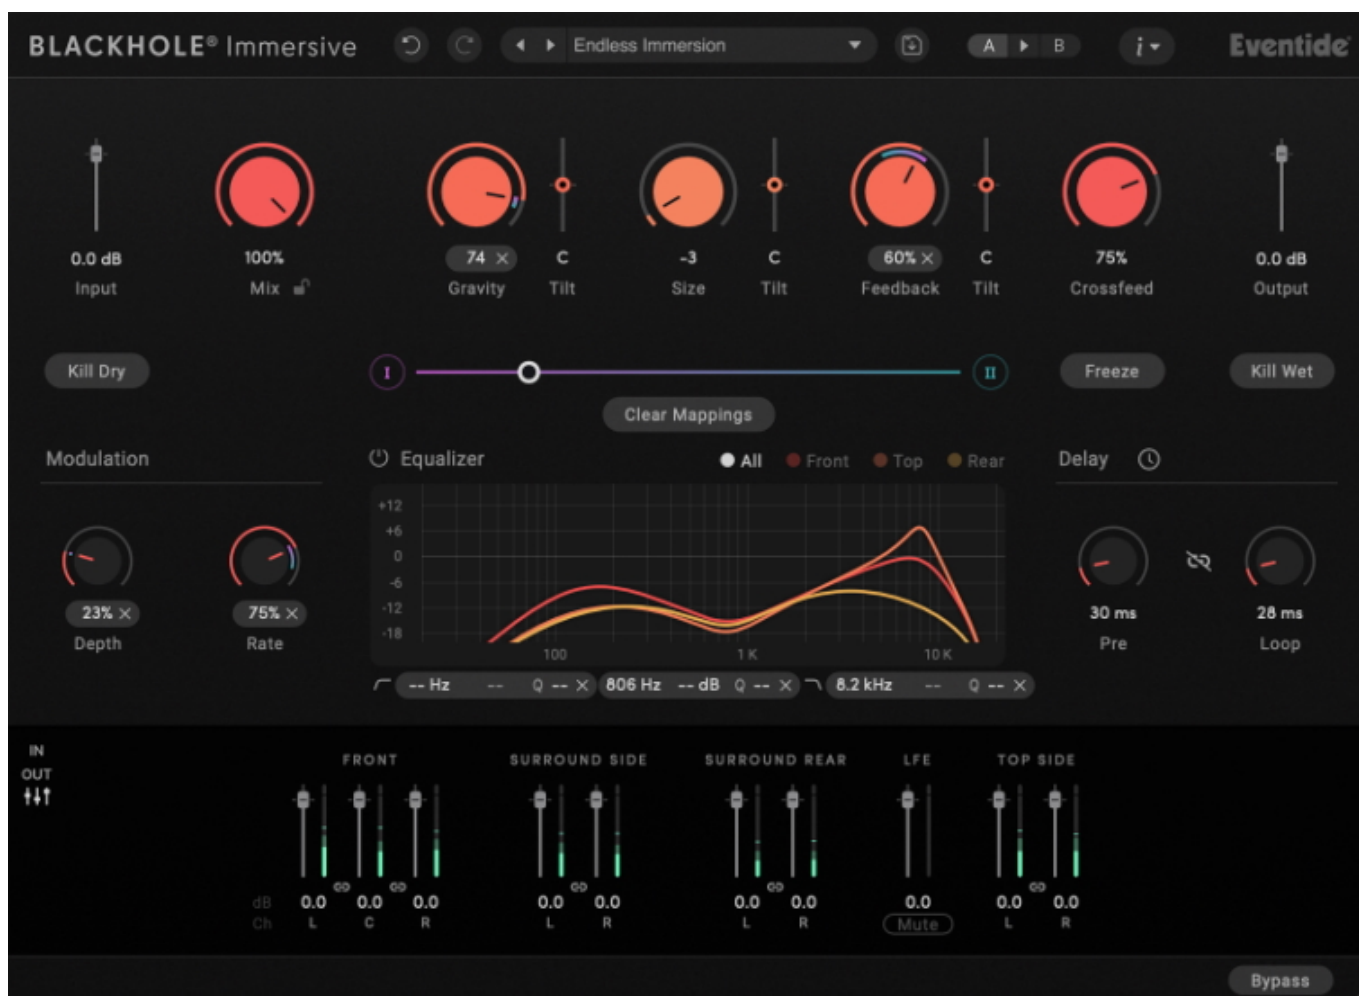 BLACKHOLE® Immersive Endless Immersion A B i Eventide®
0.0 dB 100% 74 × C -3 C 60% × C 75% 0.0 dB
Input Mix Gravity Tilt Size Tilt Feedback Tilt Crossfeed Output
Kill Dry I II Freeze Kill Wet
Clear Mappings
Modulation Equalizer All Front Top Rear Delay
+12
+6
0
-6
-12
-18
100 1 K 10 K
23% × 75% × 30 ms 28 ms
Depth Rate Pre Loop
-- Hz -- Q -- × 806 Hz -- dB Q -- × 8.2 kHz -- Q -- ×
IN
OUT
FRONT SURROUND SIDE SURROUND REAR LFE TOP SIDE
dB 0.0 0.0 0.0 0.0 0.0 0.0 0.0 0.0 0.0 0.0
Ch L C R L R L R Mute L R
Bypass